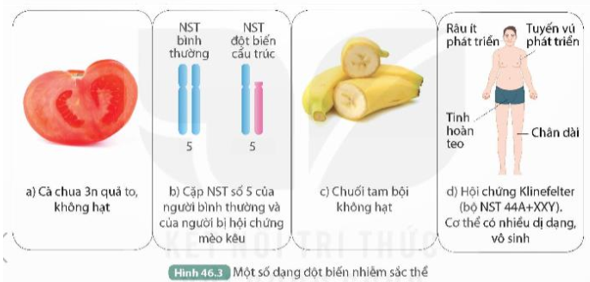 NST
bình
thường
NST
đột biến
cấu trúc
5
5
Râu ít
phát triển
Tuyến vú
phát triển
Tinh
hoàn
teo
Chân dài
a) Cà chua 3n quả to,
không hạt
b) Cặp NST số 5 của
người bình thường và
của người bị hội chứng
mèo kêu
c) Chuối tam bội
không hạt
d) Hội chứng Klinefelter
(bộ NST 44A+XXY).
Cơ thể có nhiều dị dạng,
vô sinh
KẾT NỐI TRI THỨC
Hình 46.3 Một số dạng đột biến nhiễm sắc thể